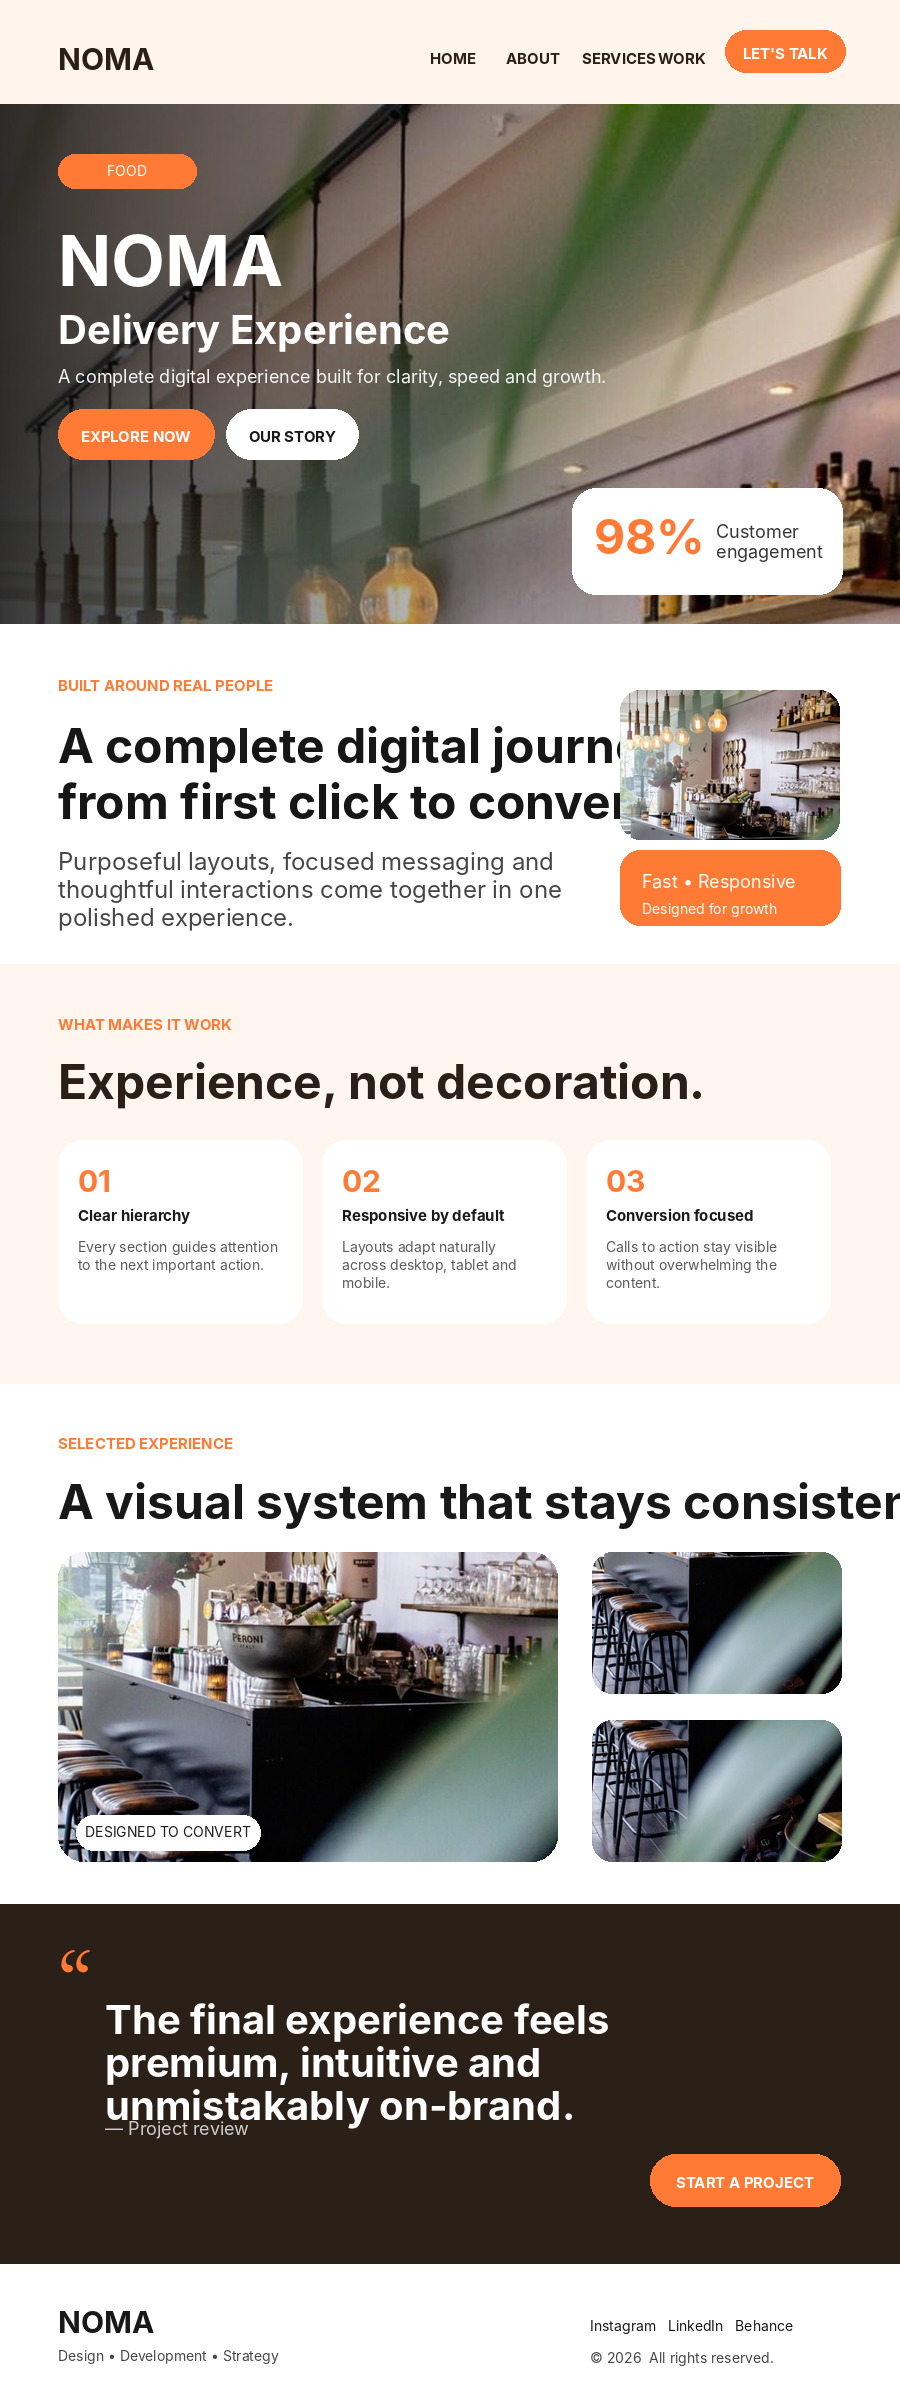 NOMA
HOME ABOUT SERVICES WORK LET'S TALK
FOOD
NOMA
Delivery Experience
A complete digital experience built for clarity, speed and growth.
EXPLORE NOW OUR STORY
98% Customer
engagement
BUILT AROUND REAL PEOPLE
A complete digital
from first click to
Purposeful layouts, focused messaging and
thoughtful interactions come together in one
polished experience.
Fast • Responsive
Designed for growth
WHAT MAKES IT WORK
Experience, not decoration.
01
Clear hierarchy
Every section guides attention
to the next important action.
02
Responsive by default
Layouts adapt naturally
across desktop, tablet and
mobile.
03
Conversion focused
Calls to action stay visible
without overwhelming the
content.
SELECTED EXPERIENCE
A visual system that stays
PERONI
DESIGNED TO CONVERT
“
The final experience feels
premium, intuitive and
unmistakably on-brand.
— Project review
START A PROJECT
NOMA
Design • Development • Strategy
Instagram LinkedIn Behance
© 2026 All rights reserved.